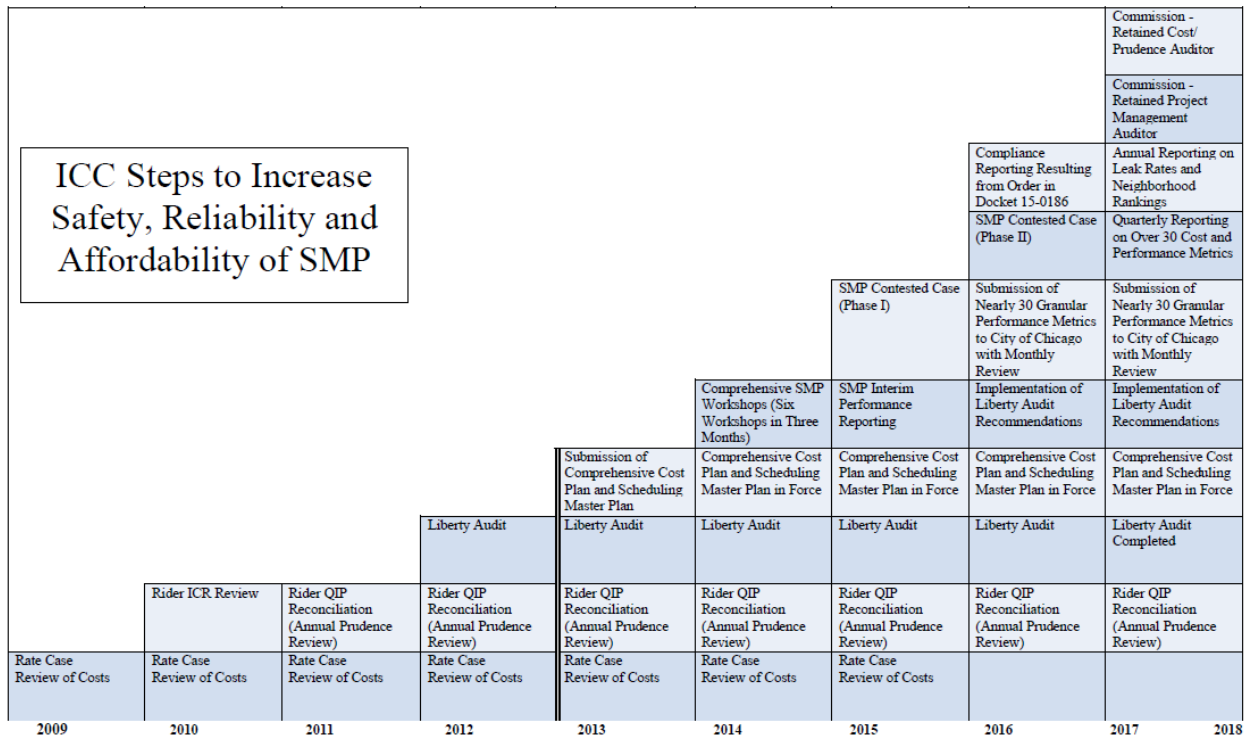 Commission -
Retained Cost/
Prudence Auditor
Commission -
Retained Project
Management
Auditor
ICC Steps to Increase
Safety, Reliability and
Affordability of SMP
Compliance
Reporting Resulting
from Order in
Docket 15-0186
Annual Reporting on
Leak Rates and
Neighborhood
Rankings
SMP Contested Case
(Phase II)
Quarterly Reporting
on Over 30 Cost and
Performance Metrics
SMP Contested Case
(Phase I)
Submission of
Nearly 30 Granular
Performance Metrics
to City of Chicago
with Monthly
Review
Submission of
Nearly 30 Granular
Performance Metrics
to City of Chicago
with Monthly
Review
Comprehensive SMP
Workshops (Six
Workshops in Three
Months)
SMP Interim
Performance
Reporting
Implementation of
Liberty Audit
Recommendations
Implementation of
Liberty Audit
Recommendations
Submission of
Comprehensive Cost
Plan and Scheduling
Master Plan
Comprehensive Cost
Plan and Scheduling
Master Plan in Force
Comprehensive Cost
Plan and Scheduling
Master Plan in Force
Comprehensive Cost
Plan and Scheduling
Master Plan in Force
Comprehensive Cost
Plan and Scheduling
Master Plan in Force
Liberty Audit
Liberty Audit
Liberty Audit
Liberty Audit
Liberty Audit
Liberty Audit
Completed
Rider ICR Review
Rider QIP
Reconciliation
(Annual Prudence
Review)
Rider QIP
Reconciliation
(Annual Prudence
Review)
Rider QIP
Reconciliation
(Annual Prudence
Review)
Rider QIP
Reconciliation
(Annual Prudence
Review)
Rider QIP
Reconciliation
(Annual Prudence
Review)
Rider QIP
Reconciliation
(Annual Prudence
Review)
Rider QIP
Reconciliation
(Annual Prudence
Review)
Rate Case
Review of Costs
Rate Case
Review of Costs
Rate Case
Review of Costs
Rate Case
Review of Costs
Rate Case
Review of Costs
Rate Case
Review of Costs
Rate Case
Review of Costs
2009 2010 2011 2012 2013 2014 2015 2016 2017 2018